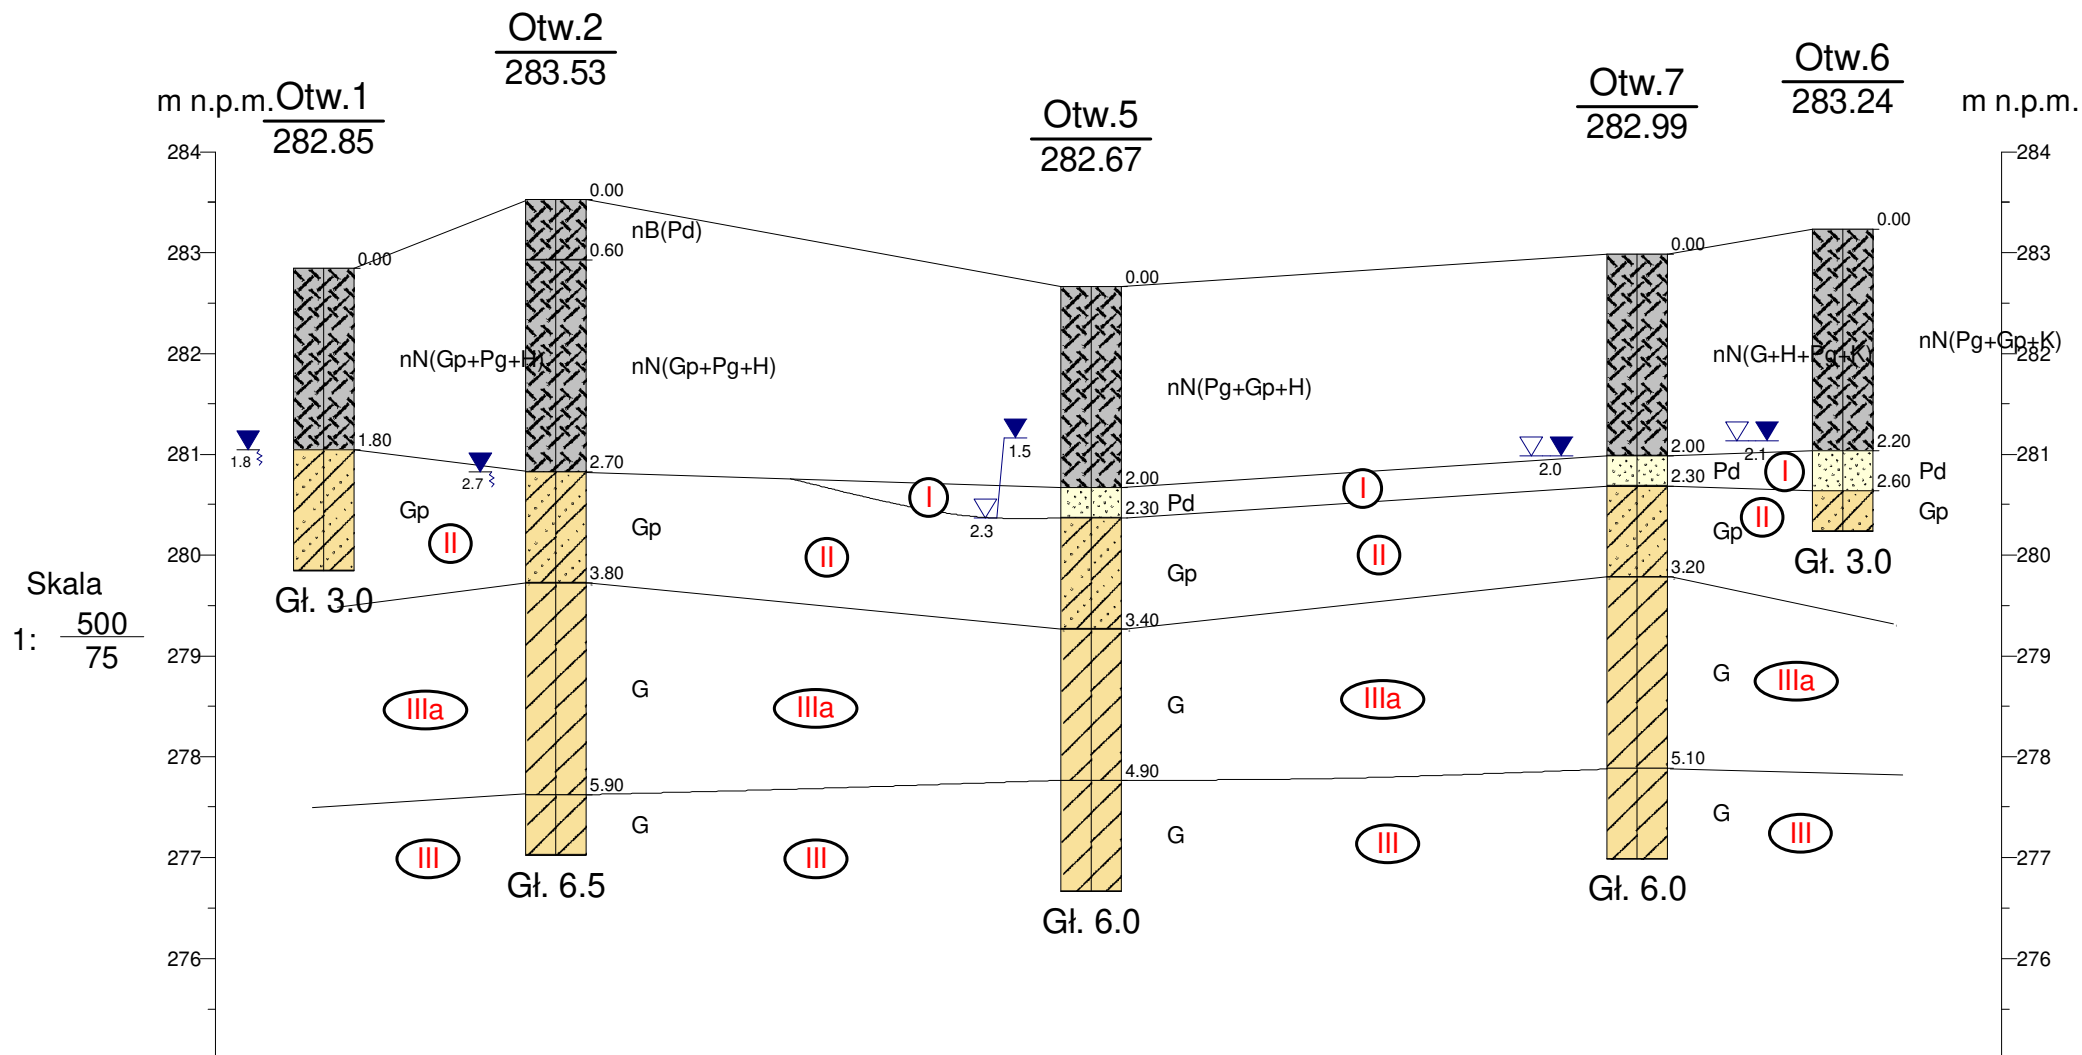 Otw.2
283.53
m n.p.m. Otw.1
282.85
Otw.5
282.67
Otw.7
282.99
Otw.6
283.24
m n.p.m.
284
284
0.00
nB(Pd)
0.60
0.00
0.00
0.00
0.00
283
283
282
282
nN(Gp+Pg+H)
nN(Gp+Pg+H)
nN(Pg+Gp+H)
nN(G+H+Pg+K)
nN(Pg+Gp+K)
281
281
1.8
1.80
2.7
2.70
1.5
2.00
2.0
2.00
2.1
2.20
I
2.3
2.30
Pd
I
2.30
Pd
I
2.60
Pd
Gp
II
Gp
II
Gp
II
Gp
II
Gp
280
280
Gł. 3.0
3.80
3.40
3.20
Gł. 3.0
Skala
1: 500
75
279
279
IIIa
G
IIIa
G
IIIa
G
IIIa
278
278
5.90
4.90
5.10
III
G
III
G
III
G
III
277
277
Gł. 6.5
Gł. 6.0
Gł. 6.0
276
276